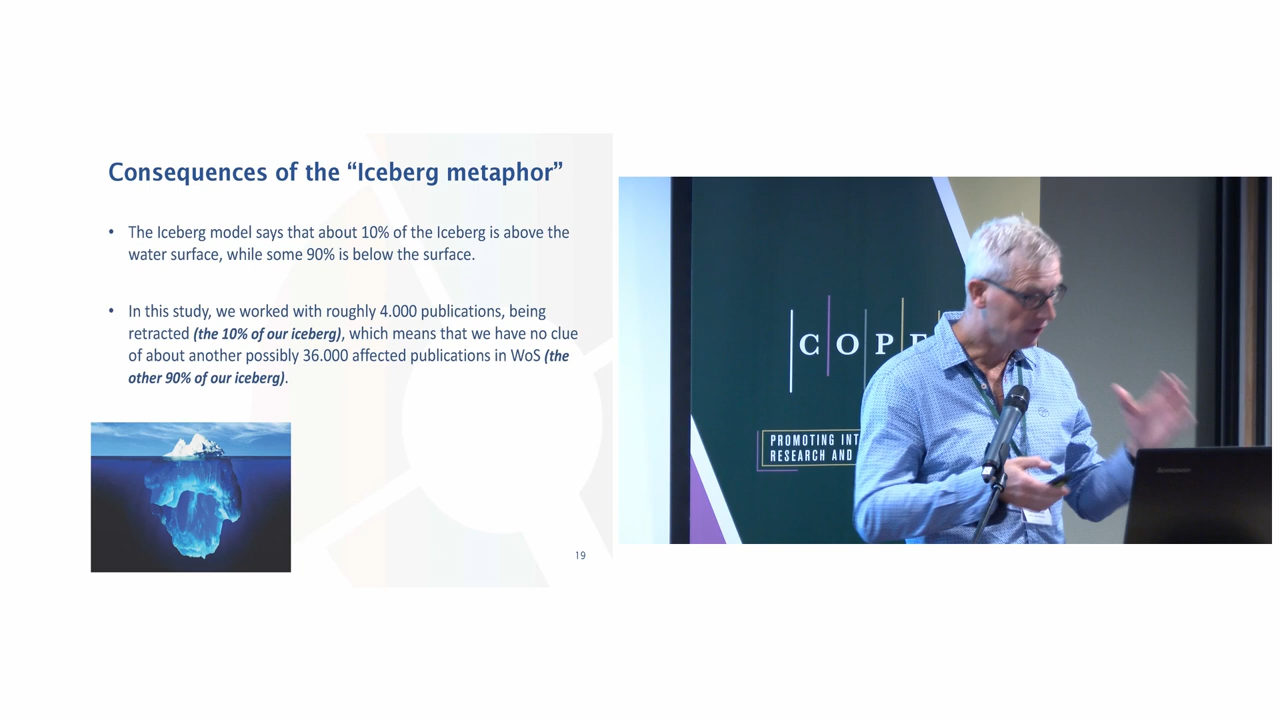 Consequences of the “Iceberg metaphor”
• The Iceberg model says that about 10% of the Iceberg is above the
water surface, while some 90% is below the surface.
• In this study, we worked with roughly 4.000 publications, being
retracted (the 10% of our iceberg), which means that we have no clue
of about another possibly 36.000 affected publications in WoS (the
other 90% of our iceberg).
19
COPE
PROMOTING INT
RESEARCH AND